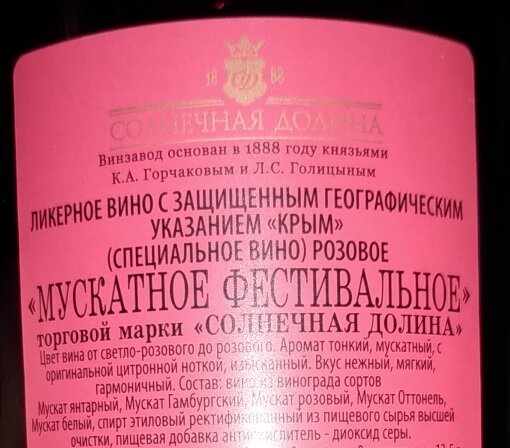 18 88
СОЛНЕЧНАЯ ДОЛИНА
Винзавод основан в 1888 году князьями
К.А. Горчаковым и Л.С. Голицыным
ЛИКЕРНОЕ ВИНО С ЗАЩИЩЕННЫМ ГЕОГРАФИЧЕСКИМ
УКАЗАНИЕМ «КРЫМ»
(СПЕЦИАЛЬНОЕ ВИНО) РОЗОВОЕ
«МУСКАТНОЕ ФЕСТИВАЛЬНОЕ»
торговой марки «СОЛНЕЧНАЯ ДОЛИНА»
Цвет вина от светло-розового до розового. Аромат тонкий, мускатный, с
оригинальной цитронной ноткой, изысканный. Вкус нежный, мягкий,
гармоничный. Состав: вино из винограда сортов
Мускат янтарный, Мускат Гамбургский, Мускат розовый, Мускат Оттонель,
Мускат белый, спирт этиловый ректификованный из пищевого сырья высшей
очистки, пищевая добавка антиокислитель - диоксид серы.